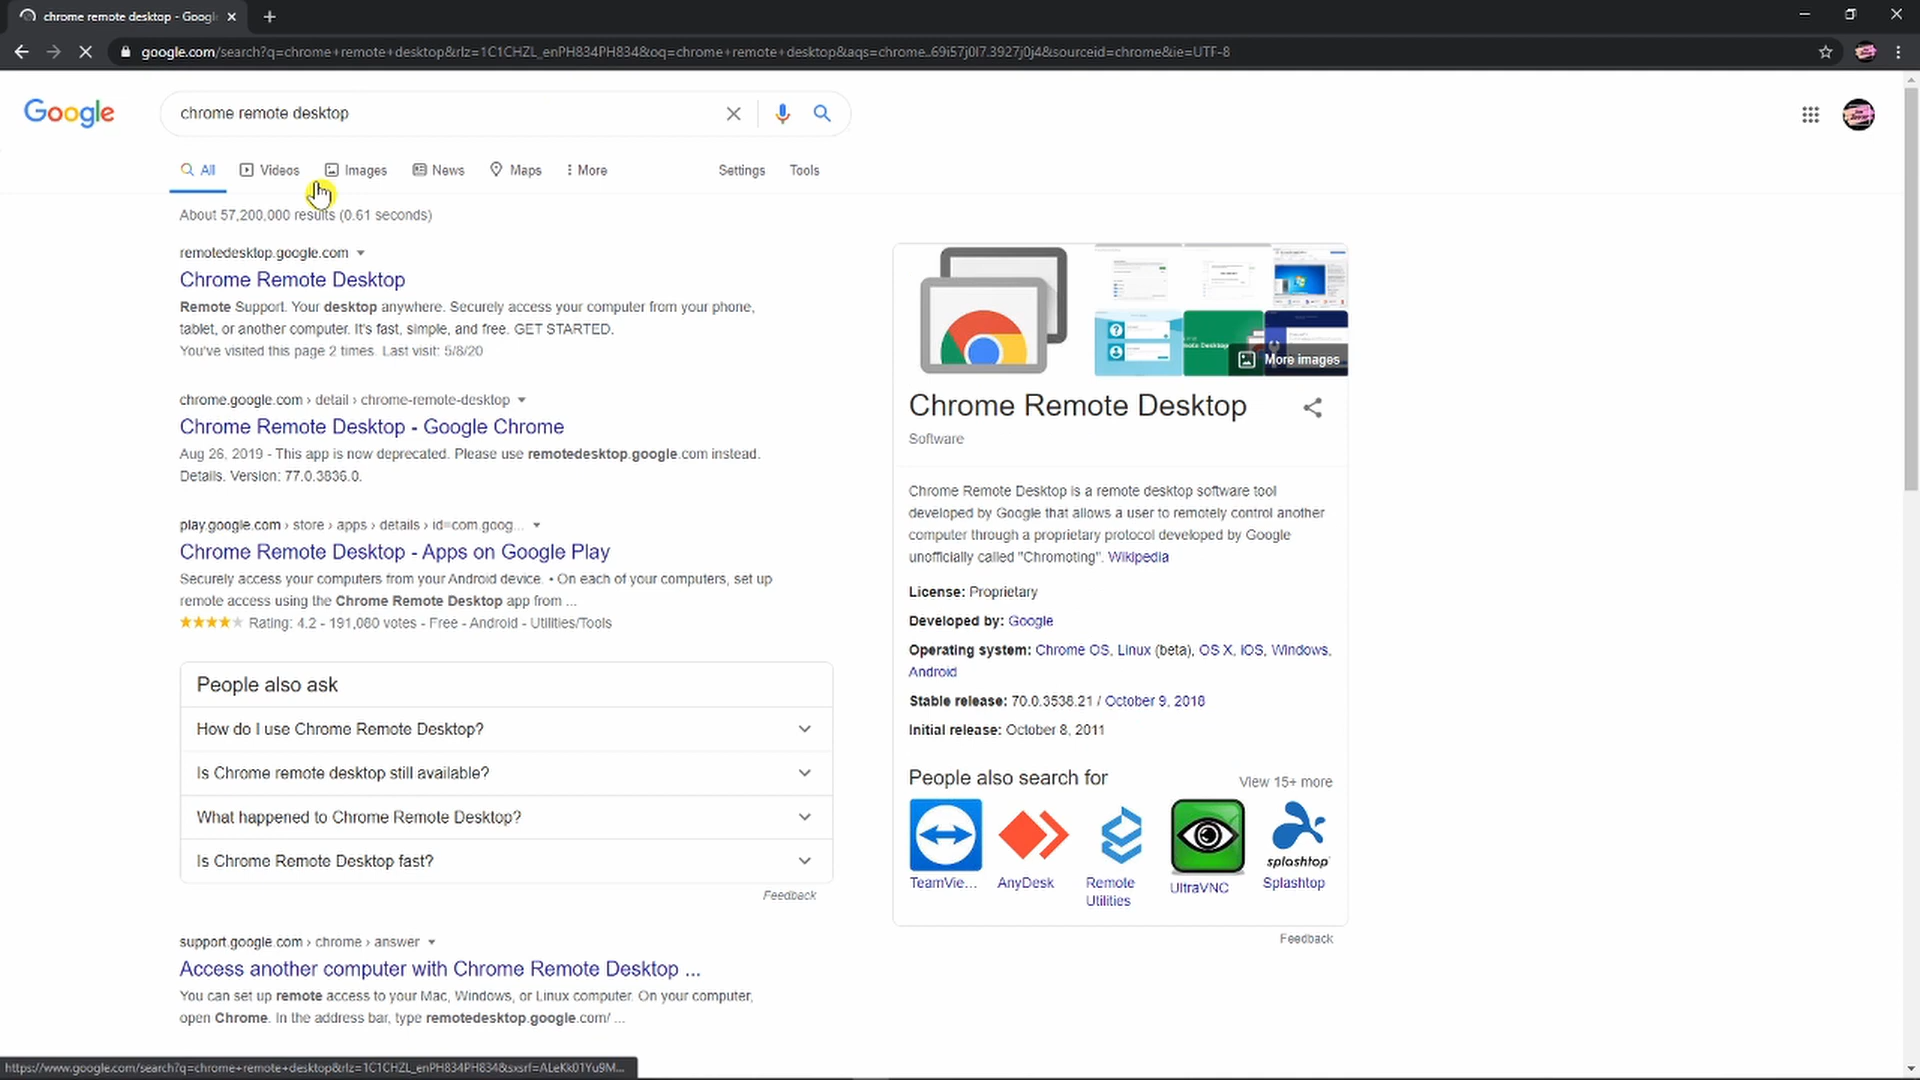 chrome remote desktop - Googl
google.com/search?q=chrome+remote+desktop&rlz=1C1CHZL_enPH834PH834&oq=chrome+remote+desktop&aqs=chrome..69i57j0l7.3927j0j4&sourceid=chrome&ie=UTF-8
Google
chrome remote desktop
All
Videos
Images
News
Maps
More
Settings
Tools
About 57,200,000 results (0.61 seconds)
remotedesktop.google.com
Chrome Remote Desktop
Remote Support. Your desktop anywhere. Securely access your computer from your phone,
tablet, or another computer. It's fast, simple, and free. GET STARTED.
You've visited this page 2 times. Last visit: 5/8/20
chrome.google.com › detail › chrome-remote-desktop
Chrome Remote Desktop - Google Chrome
Aug 26, 2019 - This app is now deprecated. Please use remotedesktop.google.com instead.
Details. Version: 77.0.3836.0.
play.google.com › store › apps › details › id=com.goog...
Chrome Remote Desktop - Apps on Google Play
Securely access your computers from your Android device. • On each of your computers, set up
remote access using the Chrome Remote Desktop app from ...
Rating: 4.2 - 191,080 votes - Free - Android - Utilities/Tools
People also ask
How do I use Chrome Remote Desktop?
Is Chrome remote desktop still available?
What happened to Chrome Remote Desktop?
Is Chrome Remote Desktop fast?
Feedback
support.google.com › chrome › answer
Access another computer with Chrome Remote Desktop ...
You can set up remote access to your Mac, Windows, or Linux computer. On your computer,
open Chrome. In the address bar, type remotedesktop.google.com/ ...
More images
Chrome Remote Desktop
Software
Chrome Remote Desktop is a remote desktop software tool
developed by Google that allows a user to remotely control another
computer through a proprietary protocol developed by Google
unofficially called "Chromoting". Wikipedia
License: Proprietary
Developed by: Google
Operating system: Chrome OS, Linux (beta), OS X, iOS, Windows,
Android
Stable release: 70.0.3538.21 / October 9, 2018
Initial release: October 8, 2011
People also search for
View 15+ more
splashtop
TeamVie...
AnyDesk
Remote
Utilities
UltraVNC
Splashtop
Feedback
https://www.google.com/search?q=chrome+remote+desktop&rlz=1C1CHZL_enPH834PH834&sxsrf=ALeKk01Yu9M...